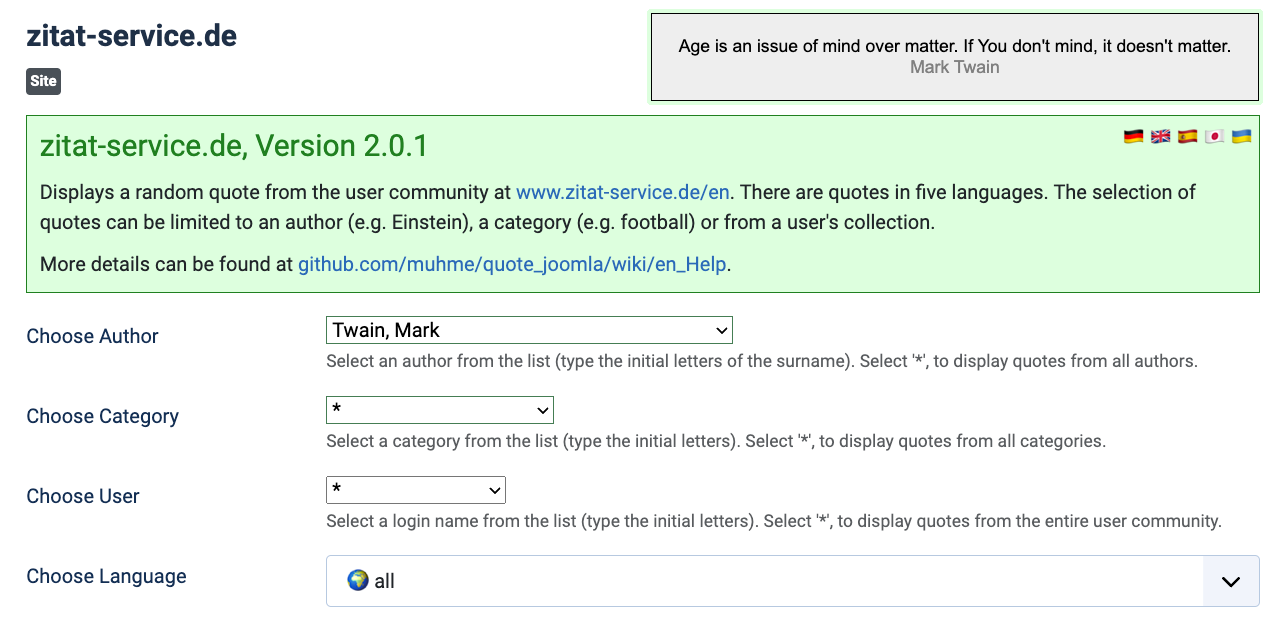 zitat-service.de
Site
Age is an issue of mind over matter. If You don't mind, it doesn't matter.
Mark Twain
zitat-service.de, Version 2.0.1
Displays a random quote from the user community at www.zitat-service.de/en. There are quotes in five languages. The selection of
quotes can be limited to an author (e.g. Einstein), a category (e.g. football) or from a user's collection.
More details can be found at github.com/muhme/quote_joomla/wiki/en_Help.
Choose Author
Twain, Mark
Select an author from the list (type the initial letters of the surname). Select '*', to display quotes from all authors.
Choose Category
*
Select a category from the list (type the initial letters). Select '*', to display quotes from all categories.
Choose User
*
Select a login name from the list (type the initial letters). Select '*', to display quotes from the entire user community.
Choose Language
all